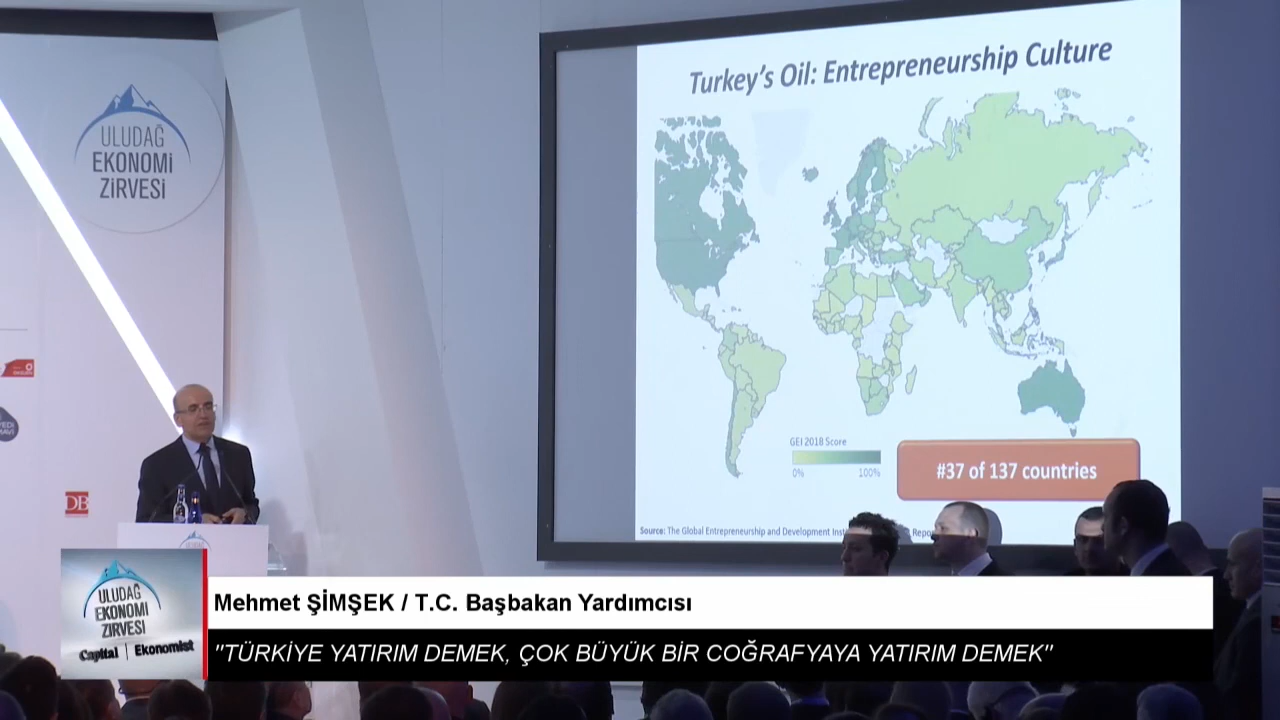 Turkey's Oil: Entrepreneurship Culture
ULUDAĞ
EKONOMİ
ZİRVESİ
GEI 2018 Score
0% 100%
#37 of 137 countries
Source: The Global Entrepreneurship and Development
DB
ULUDAĞ
EKONOMİ
ZİRVESİ
Capital | Ekonomist
Mehmet ŞİMŞEK / T.C. Başbakan Yardımcısı
"TÜRKİYE YATIRIM DEMEK, ÇOK BÜYÜK BİR COĞRAFYAYA YATIRIM DEMEK"